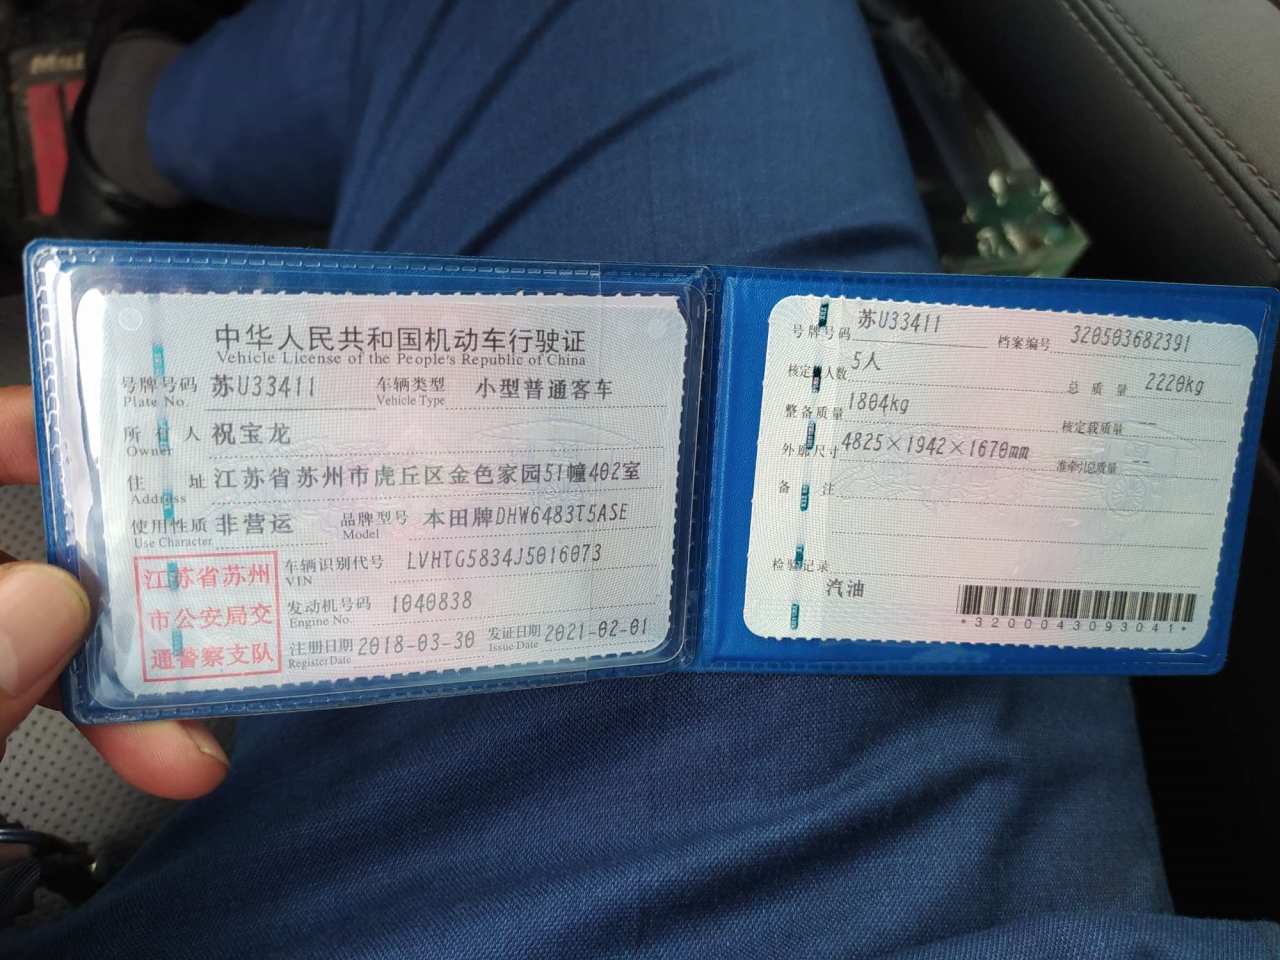 中华人民共和国机动车行驶证
Vehicle License of the People's Republic of China
号牌号码 苏U33411 车辆类型 小型普通客车
Plate No. Vehicle Type
所有人 祝宝龙
Owner
住址 江苏省苏州市虎丘区金色家园51幢402室
Address
使用性质 非营运 品牌型号 本田牌DHW6483T5ASE
Use Character Model
江苏省苏州
市公安局交
通警察支队
车辆识别代号 LVHTG5834J5016073
VIN
发动机号码 1040838
Engine No.
注册日期 2018-03-30 发证日期 2021-02-01
Register Date Issue Date
号牌号码 苏U33411 档案编号 320503682391
核定载人数 5人 总质量 2220kg
整备质量 1804kg 核定载质量 --
外廓尺寸 4825×1942×1670mm 准牵引总质量 --
备注
检验记录
汽油
*3200043093041*